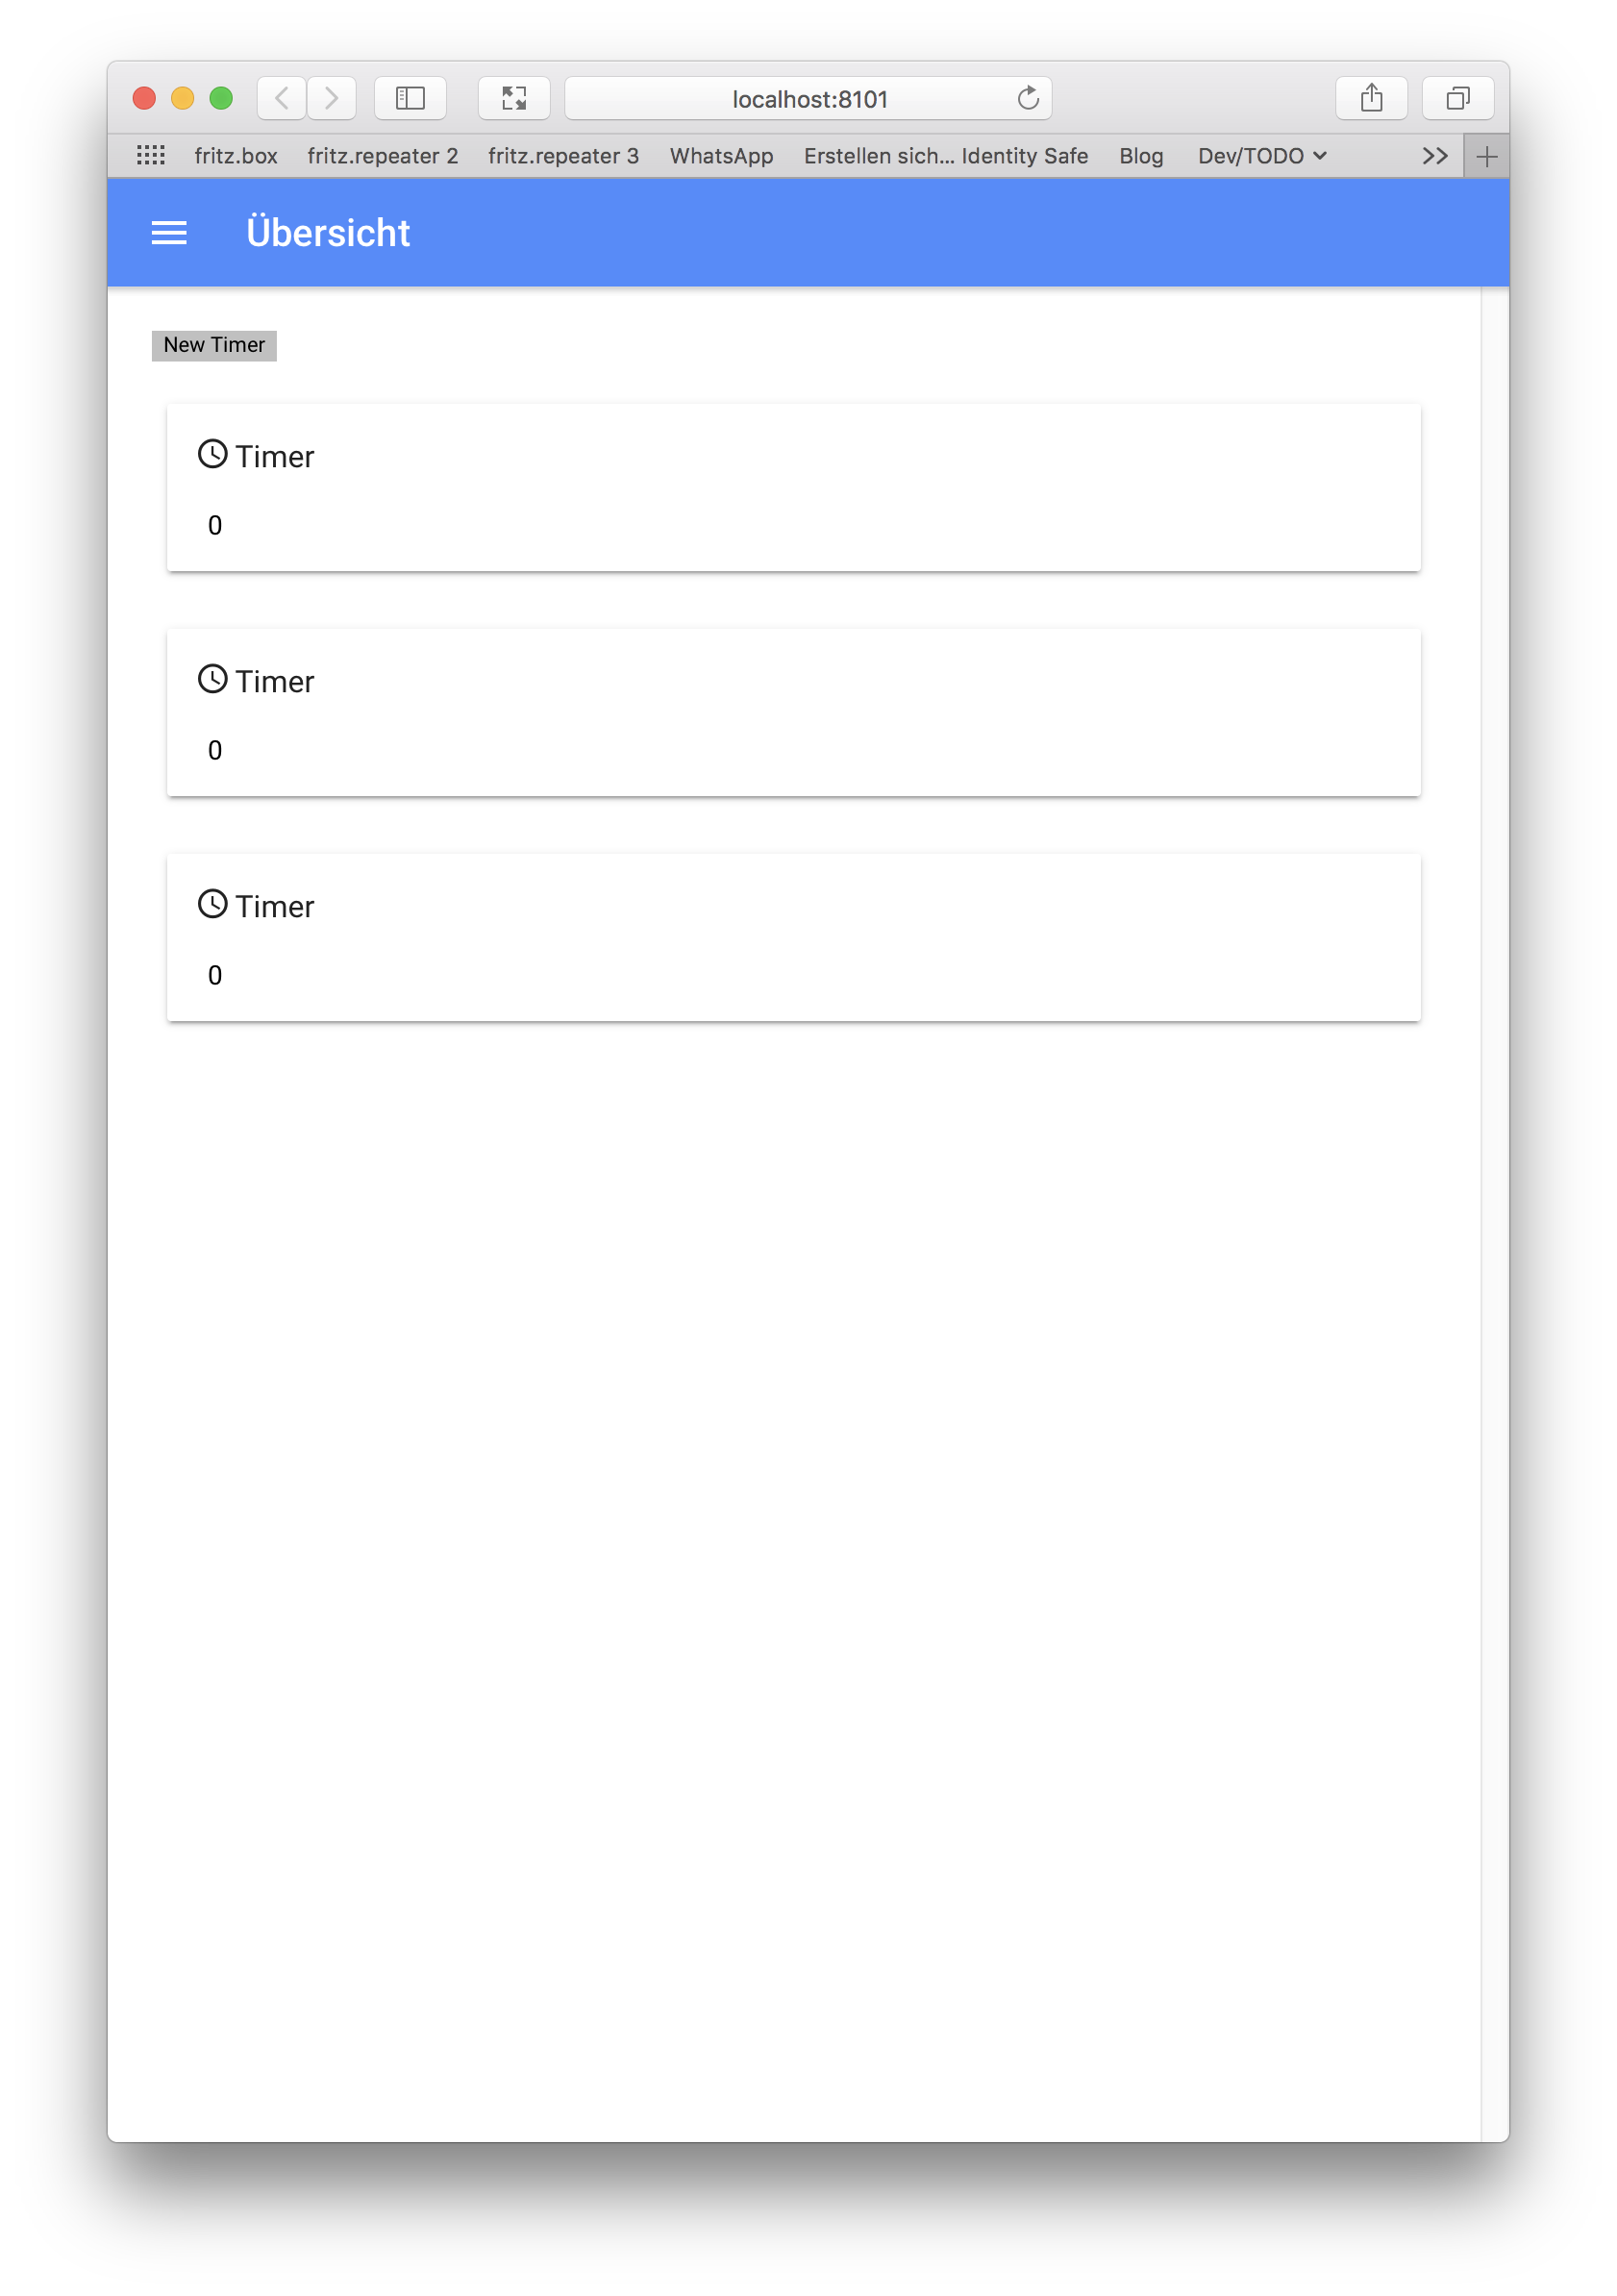 localhost:8101
fritz.box fritz.repeater 2 fritz.repeater 3 WhatsApp Erstellen sich... Identity Safe Blog Dev/TODO
Übersicht
New Timer
Timer
0
Timer
0
Timer
0